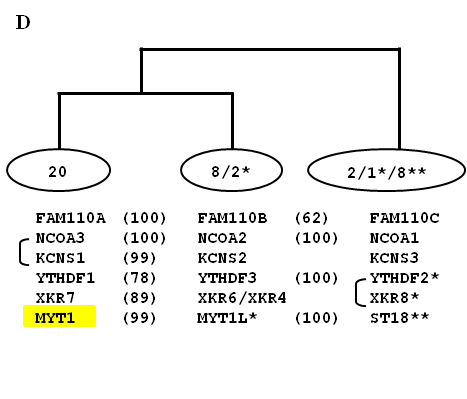 D
20 8/2* 2/1*/8**
FAM110A (100) FAM110B (62) FAM110C
NCOA3 (100) NCOA2 (100) NCOA1
KCNS1 (99) KCNS2 KCNS3
YTHDF1 (78) YTHDF3 (100) YTHDF2*
XKR7 (89) XKR6/XKR4 XKR8*
MYT1 (99) MYT1L* (100) ST18**